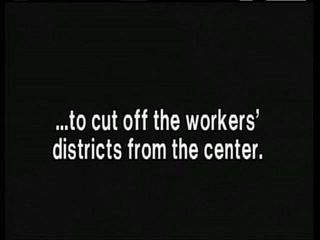 ...to cut off the workers'
districts from the center.